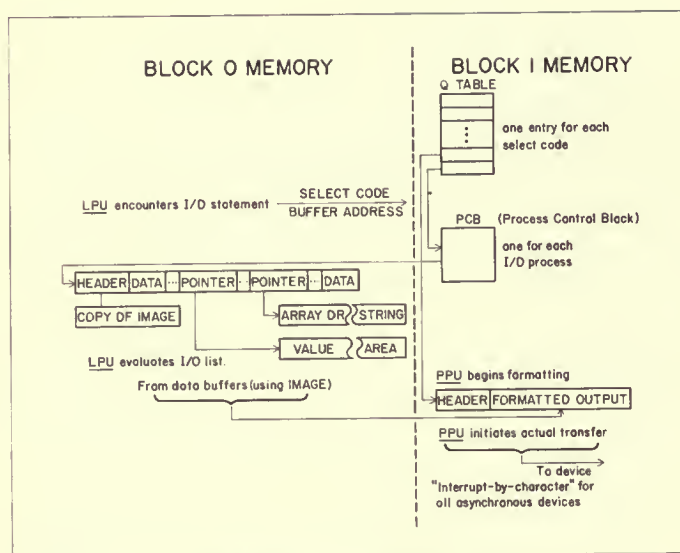 BLOCK 0 MEMORY
BLOCK I MEMORY
Q TABLE
one entry for each
select code
LPU encounters I/D statement
SELECT CODE
BUFFER ADDRESS
PCB (Process Control Block)
one for each
I/D process
HEADER DATA ··· POINTER ··· POINTER ··· DATA
COPY DF IMAGE
ARRAY DR STRING
VALUE AREA
LPU evaluates I/O list.
From data buffers (using IMAGE)
PPU begins formatting
HEADER FORMATTED OUTPUT
PPU initiates actual transfer
To device
"Interrupt-by-character" for
all asynchronous devices